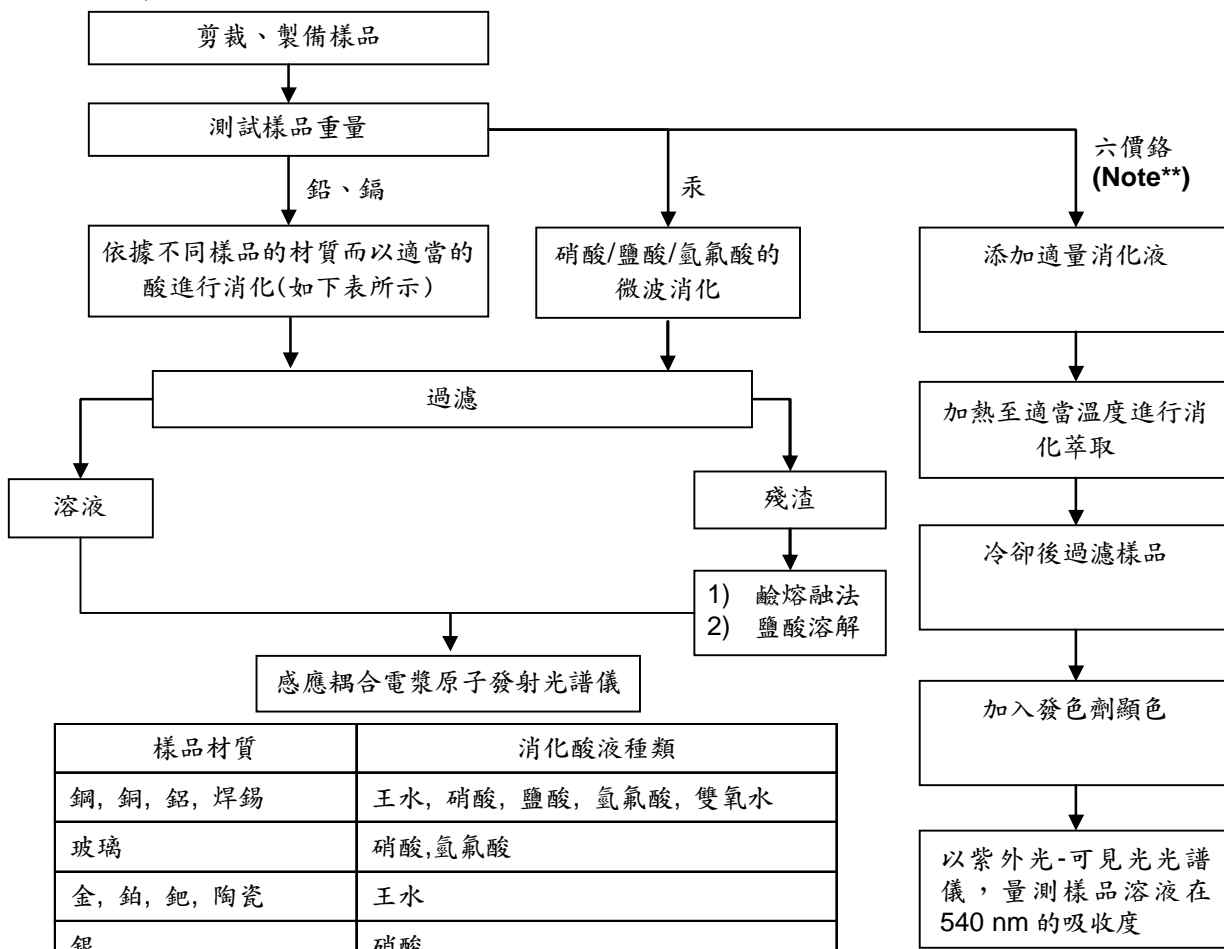 剪裁、製備樣品
測試樣品重量
鉛、鎘
汞
六價鉻
(Note**)
依據不同樣品的材質而以適當的
酸進行消化(如下表所示)
硝酸/鹽酸/氫氟酸的
微波消化
添加適量消化液
過濾
加熱至適當溫度進行消
化萃取
溶液
殘渣
冷卻後過濾樣品
1) 鹼熔融法
2) 鹽酸溶解
感應耦合電漿原子發射光譜儀
加入發色劑顯色
樣品材質 消化酸液種類
鋼, 銅, 鋁, 焊錫 王水, 硝酸, 鹽酸, 氫氟酸, 雙氧水
玻璃 硝酸,氫氟酸
金, 鉑, 鈀, 陶瓷 王水
銀 硝酸
以紫外光-可見光光譜
儀，量測樣品溶液在
540 nm 的吸收度